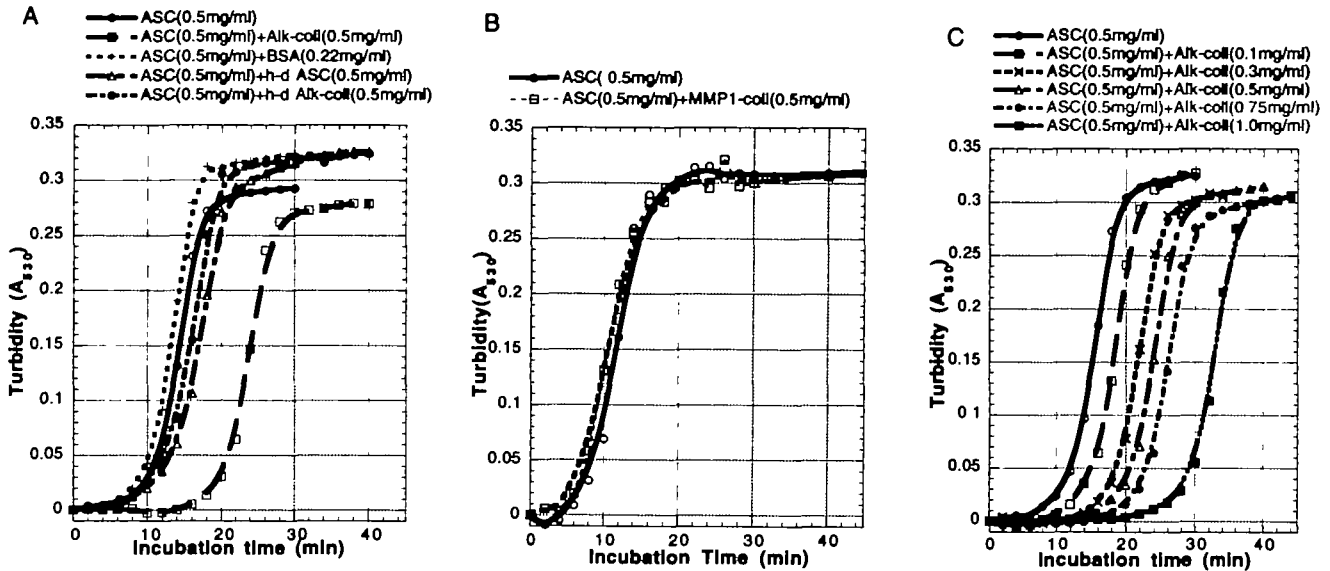 A
ASC(0.5mg/ml)
ASC(0.5mg/ml)+Alk-coll(0.5mg/ml)
ASC(0.5mg/ml)+BSA(0.22mg/ml)
ASC(0.5mg/ml)+h-d ASC(0.5mg/ml)
ASC(0.5mg/ml)+h-d Alk-coll(0.5mg/ml)
0.35
0.3
0.25
0.2
0.15
0.1
0.05
0
Turbidity (A530)
0 10 20 30 40
Incubation time (min)
B
ASC( 0.5mg/ml)
ASC(0.5mg/ml)+MMP1-coll(0.5mg/ml)
0.35
0.3
0.25
0.2
0.15
0.1
0.05
0
Turbidity(A530)
0 10 20 30 40
Incubation Time (min)
C
ASC(0.5mg/ml)
ASC(0.5mg/ml)+Alk-coll(0.1mg/ml)
ASC(0.5mg/ml)+Alk-coll(0.3mg/ml)
ASC(0.5mg/ml)+Alk-coll(0.5mg/ml)
ASC(0.5mg/ml)+Alk-coll(0 75mg/ml)
ASC(0.5mg/ml)+Alk-coll(1.0mg/ml)
0.35
0.3
0.25
0.2
0.15
0.1
0.05
0
Turbidity (A530)
0 10 20 30 40
Incubation time (min)